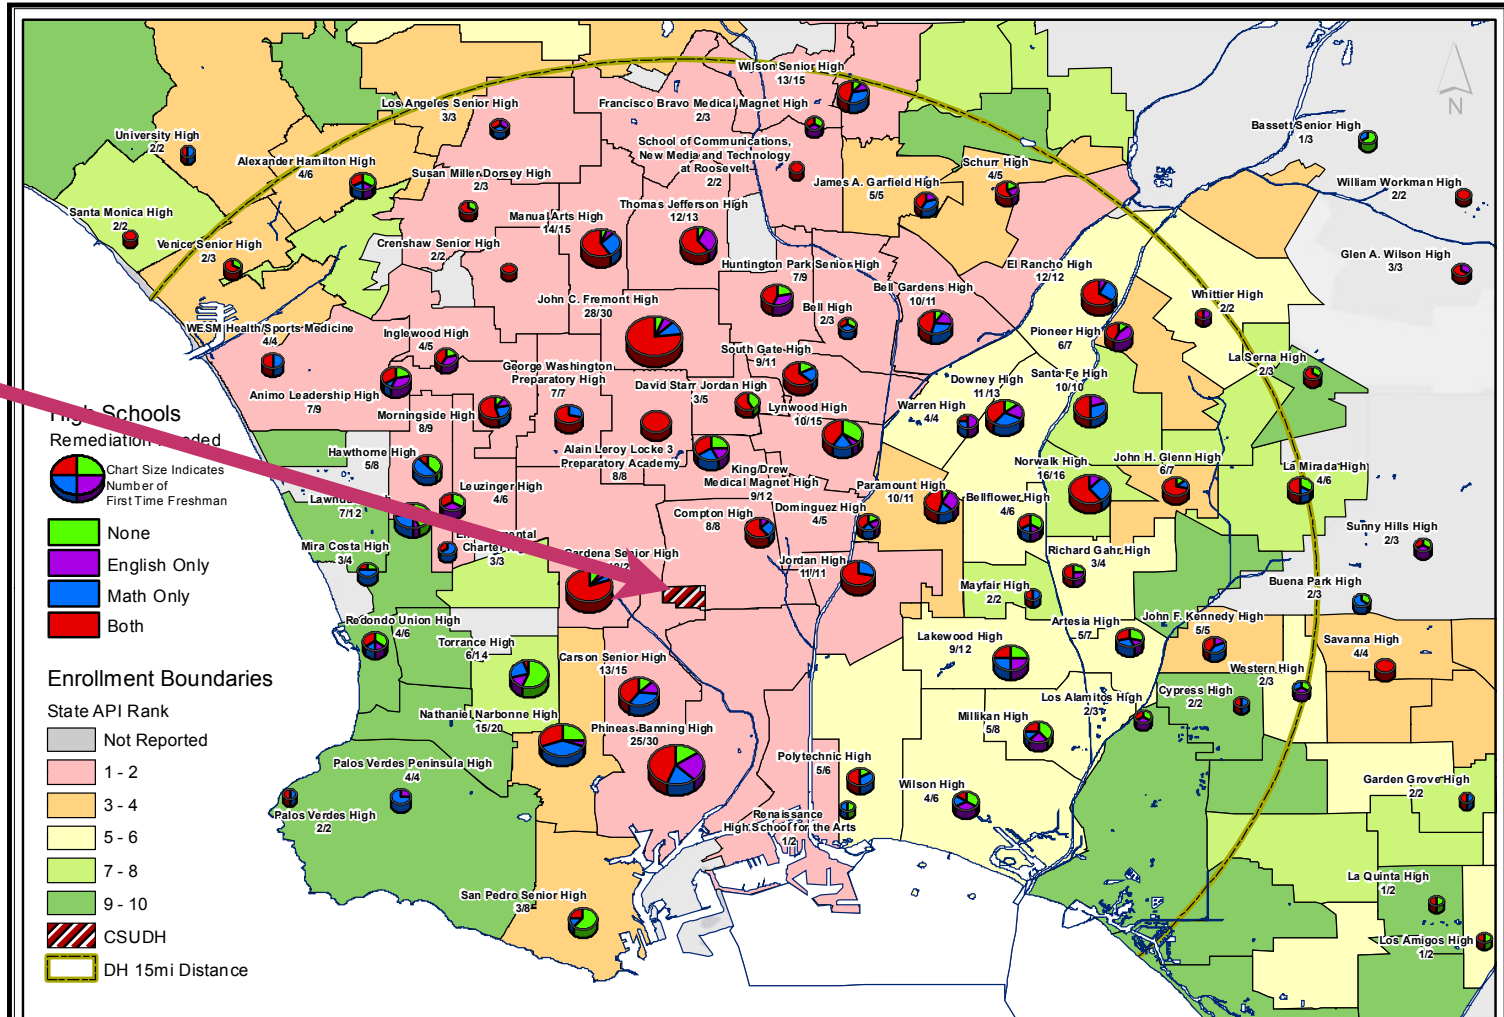 Wilson Senior High
13/15
Los Angeles Senior High
3/3
Francisco Bravo Medical Magnet High
2/3
University High
2/2
Bassett Senior High
1/3
School of Communications,
New Media and Technology
at Roosevelt
2/2
Alexander Hamilton High
4/6
Susan Miller Dorsey High
2/3
James A. Garfield High
5/5
Schurr High
4/5
William Workman High
2/2
Santa Monica High
2/2
Manual Arts High
14/15
Thomas Jefferson High
12/13
Venice Senior High
2/3
Crenshaw Senior High
2/2
Huntington Park Senior High
7/9
El Rancho High
12/12
Glen A. Wilson High
3/3
Bell Gardens High
10/11
John C. Fremont High
28/30
Bell High
2/3
Whittier High
2/2
WESM Health/Sports Medicine
4/4
Inglewood High
4/5
Pioneer High
6/7
South Gate High
9/11
La Serna High
2/3
George Washington
Preparatory High
7/7
David Starr Jordan High
3/5
Downey High
11/13
Santa Fe High
10/10
Animo Leadership High
7/9
Morningside High
8/9
Lynwood High
10/15
Warren High
4/4
High Schools
Remediation Needed
Chart Size Indicates
Number of
First Time Freshman
None
English Only
Math Only
Both
Hawthorne High
5/8
Alain Leroy Locke 3
Preparatory Academy
8/8
King/Drew
Medical Magnet High
9/12
Norwalk High
16/16
John H. Glenn High
6/7
La Mirada High
4/6
Leuzinger High
4/6
Paramount High
10/11
Bellflower High
4/6
7/12
Compton High
8/8
Dominguez High
4/5
Sunny Hills High
2/3
Mira Costa High
3/4
Charter High
3/3
Gardena Senior High
Jordan High
11/11
Richard Gahr High
3/4
Mayfair High
2/2
Buena Park High
2/3
Redondo Union High
4/6
Torrance High
6/14
Artesia High
5/7
John F. Kennedy High
5/5
Lakewood High
9/12
Savanna High
4/4
Carson Senior High
13/15
Western High
2/3
Cypress High
2/2
Los Alamitos High
2/3
Enrollment Boundaries
State API Rank
Not Reported
1 - 2
3 - 4
5 - 6
7 - 8
9 - 10
CSUDH
DH 15mi Distance
Nathaniel Narbonne High
15/20
Phineas Banning High
25/30
Millikan High
5/8
Palos Verdes Peninsula High
4/4
Polytechnic High
5/6
Wilson High
4/6
Garden Grove High
2/2
Palos Verdes High
2/2
Renaissance
High School for the Arts
1/2
La Quinta High
1/2
San Pedro Senior High
3/8
Los Amigos High
1/2
N